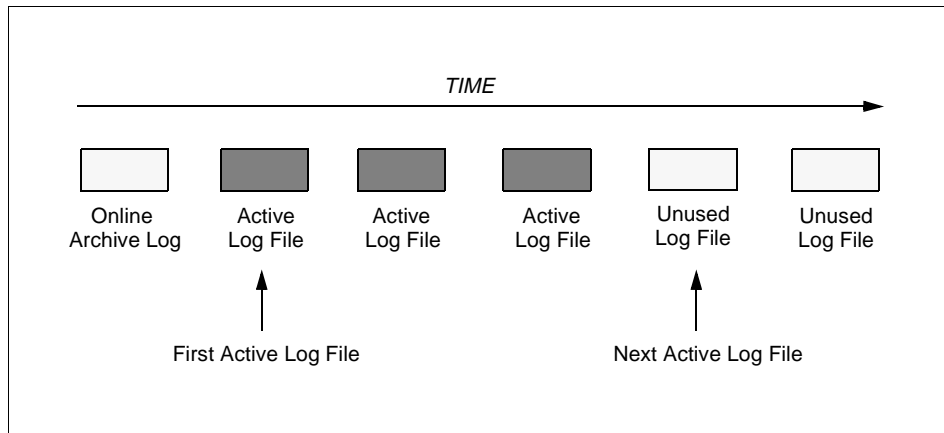 TIME
Online
Archive Log
Active
Log File
Active
Log File
Active
Log File
Unused
Log File
Unused
Log File
First Active Log File
Next Active Log File